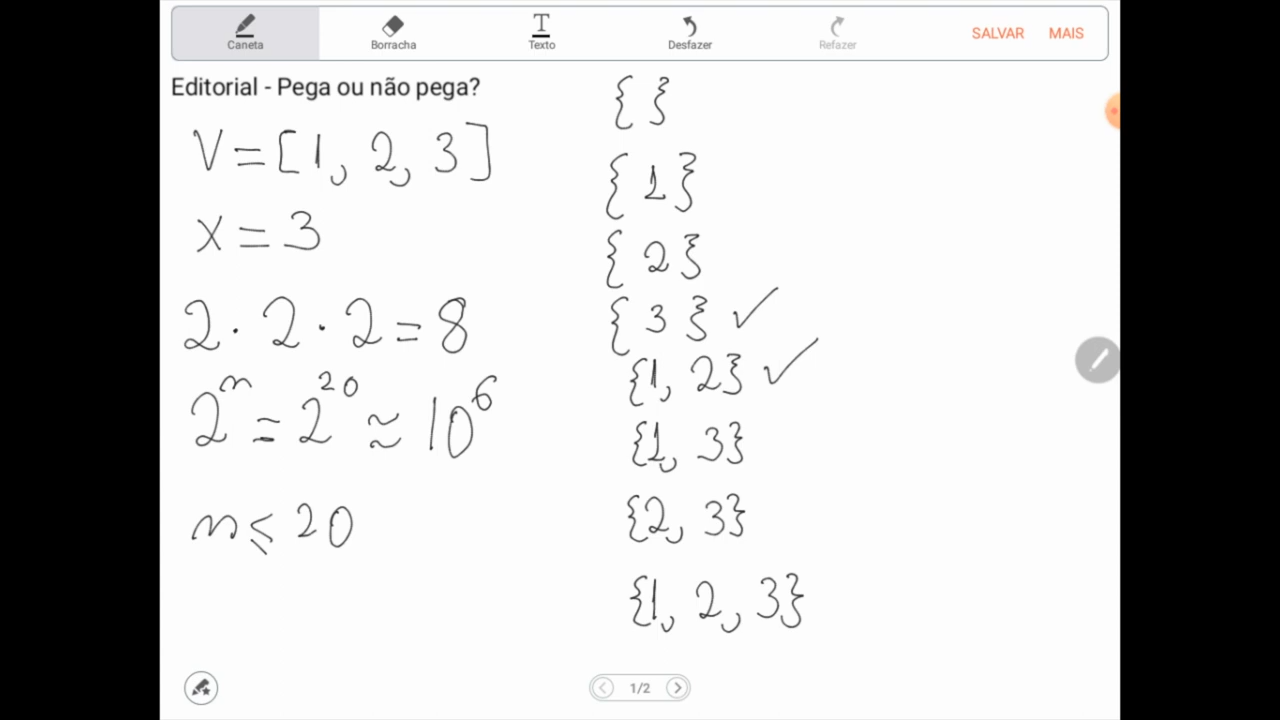 Caneta Borracha Texto Desfazer Refazer SALVAR MAIS
Editorial - Pega ou não pega?
V = [1, 2, 3]
x = 3
2 · 2 · 2 = 8
2^n = 2^20 ≈ 10^6
n ≤ 20
{ }
{ 1 }
{ 2 }
{ 3 } ✓
{1, 2} ✓
{1, 3}
{2, 3}
{1, 2, 3}
1/2